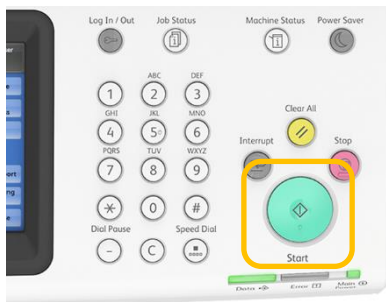 Log In / Out Job Status Machine Status Power Saver
ABC DEF
1 2 3
GHI JKL MNO
4 5 6
PQRS TUV WXYZ
7 8 9
* 0 #
Dial Pause Speed Dial
- C
Clear All
Interrupt Stop
Start
Data Error Main
Power